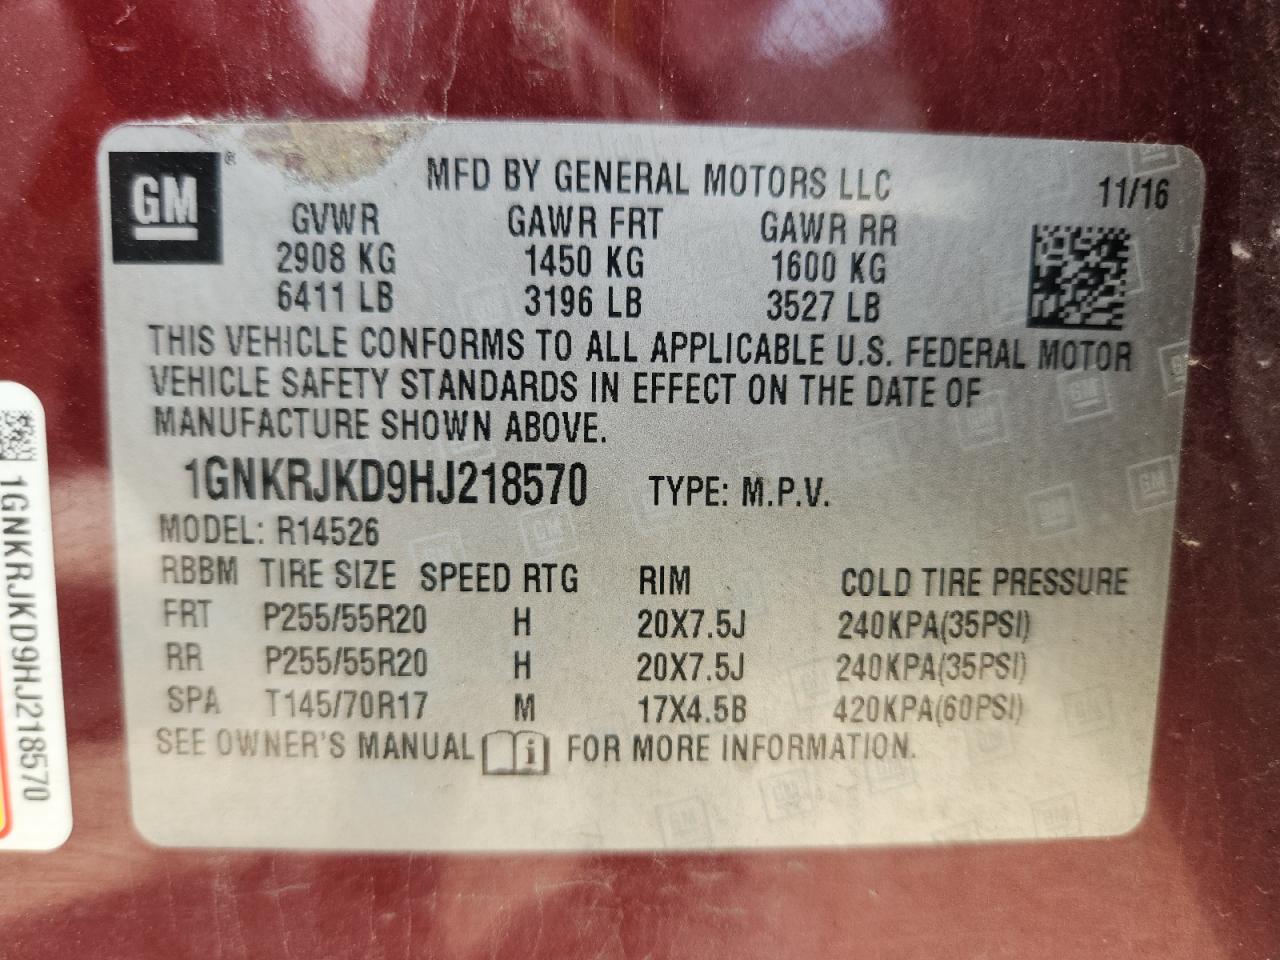 GM®
MFD BY GENERAL MOTORS LLC
11/16
GVWR GAWR FRT GAWR RR
2908 KG 1450 KG 1600 KG
6411 LB 3196 LB 3527 LB
THIS VEHICLE CONFORMS TO ALL APPLICABLE U.S. FEDERAL MOTOR
VEHICLE SAFETY STANDARDS IN EFFECT ON THE DATE OF
MANUFACTURE SHOWN ABOVE.
1GNKRJKD9HJ218570 TYPE: M.P.V.
MODEL: R14526
RBBM TIRE SIZE SPEED RTG RIM COLD TIRE PRESSURE
FRT P255/55R20 H 20X7.5J 240KPA(35PSI)
RR P255/55R20 H 20X7.5J 240KPA(35PSI)
SPA T145/70R17 M 17X4.5B 420KPA(60PSI)
SEE OWNER'S MANUAL i FOR MORE INFORMATION.
1GNKRJKD9HJ218570